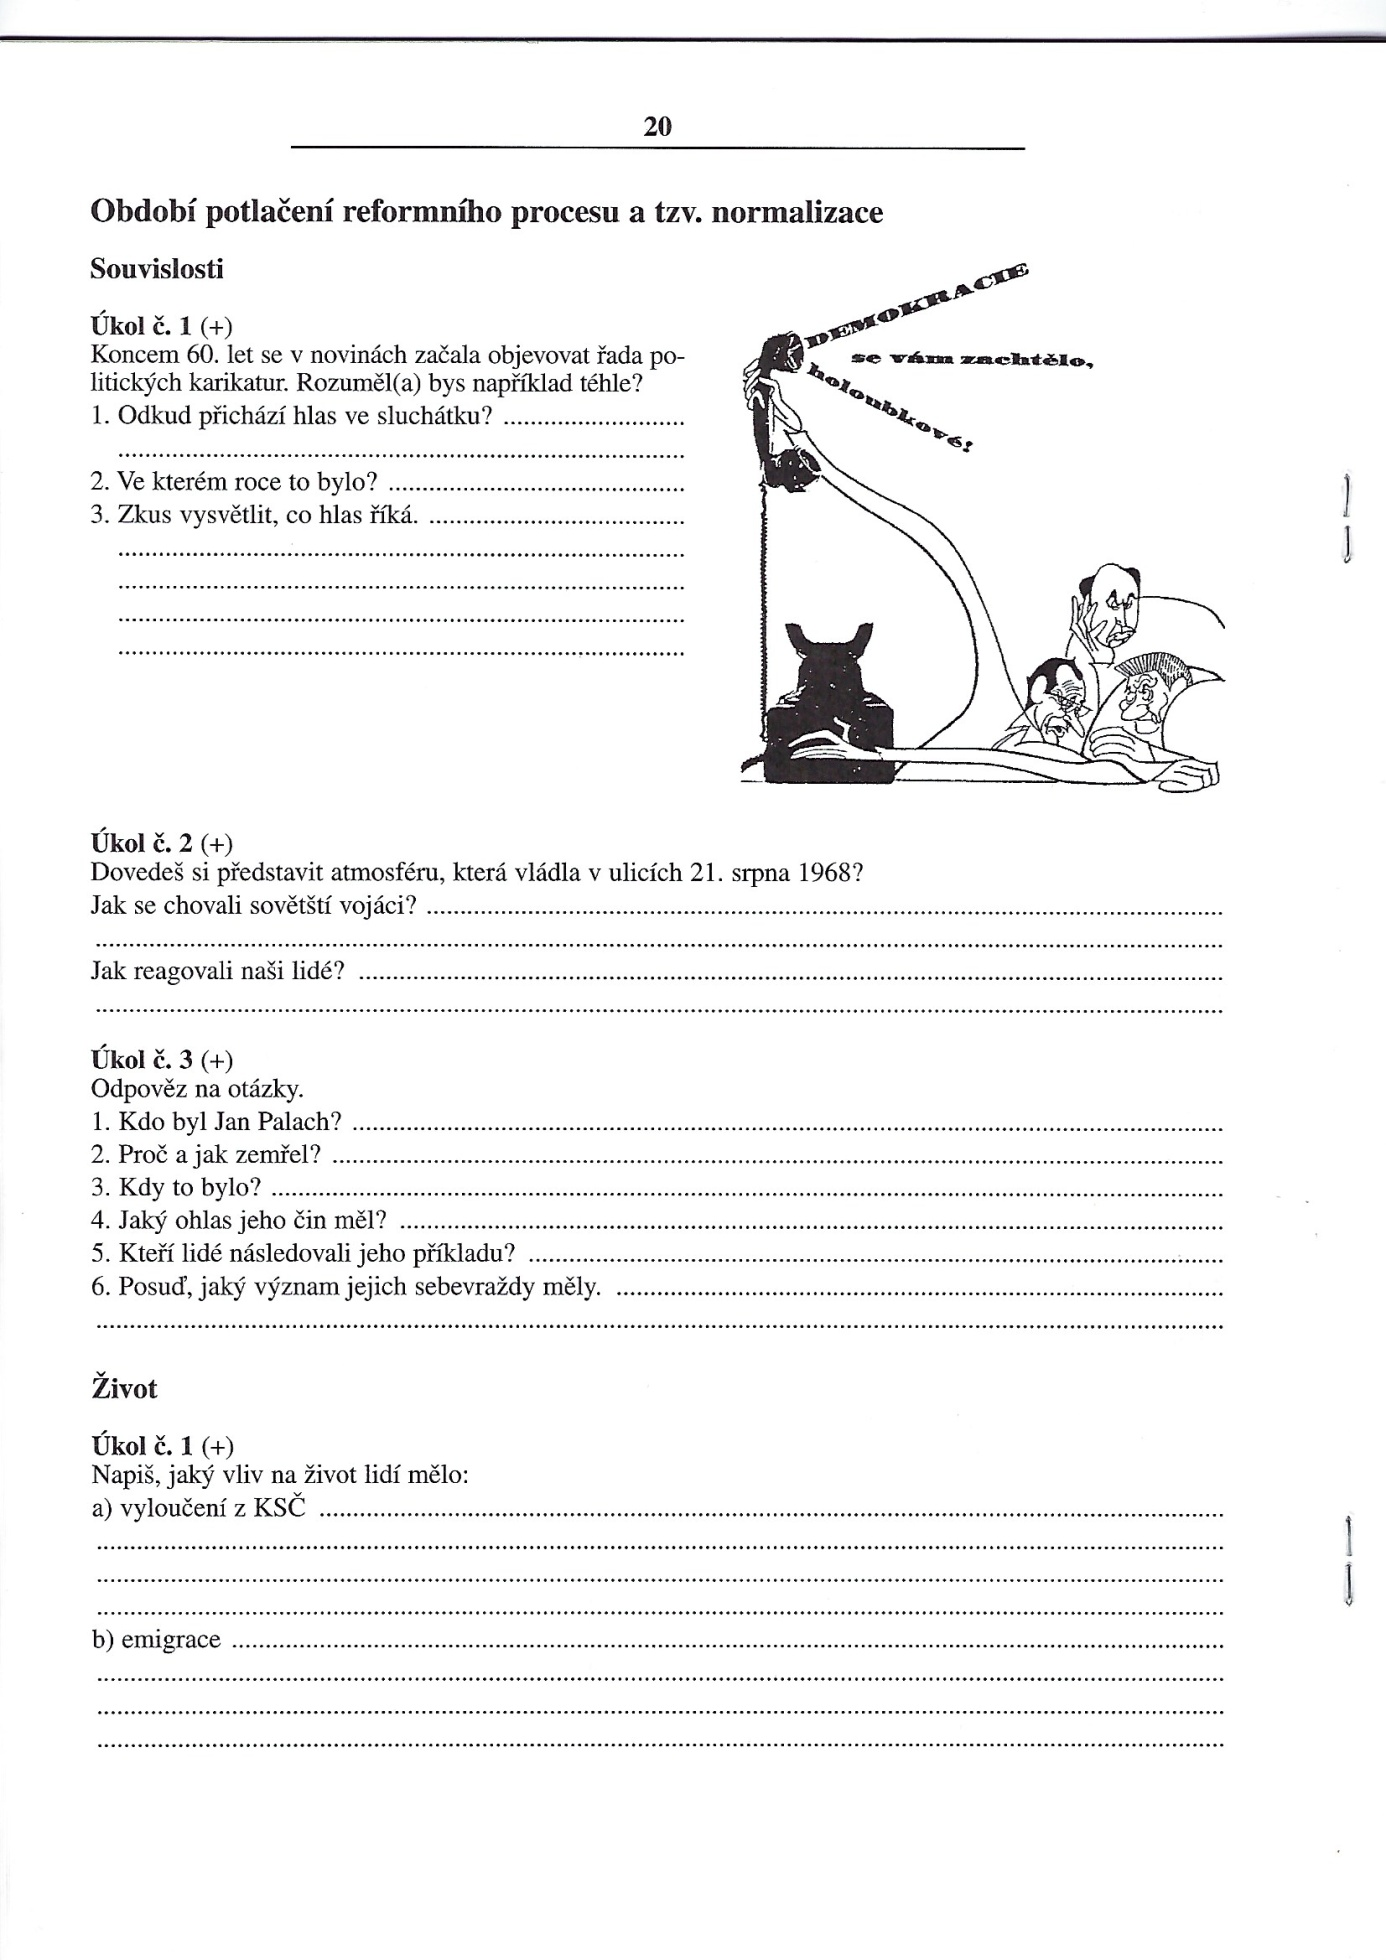 20
Období potlačení reformního procesu a tzv. normalizace
Souvislosti
Úkol č. 1 (+)
Koncem 60. let se v novinách začala objevovat řada po-
litických karikatur. Rozuměl(a) bys například téhle?
1. Odkud přichází hlas ve sluchátku? ............................
................................................................................
2. Ve kterém roce to bylo? ............................................
3. Zkus vysvětlit, co hlas říká. ......................................
................................................................................
................................................................................
................................................................................
................................................................................
DEMOKRACIE
se vám zachtělo,
holoubkové!
Úkol č. 2 (+)
Dovedeš si představit atmosféru, která vládla v ulicích 21. srpna 1968?
Jak se chovali sovětští vojáci? ................................................................................
................................................................................
Jak reagovali naši lidé? ................................................................................
................................................................................
Úkol č. 3 (+)
Odpověz na otázky.
1. Kdo byl Jan Palach? ................................................................................
2. Proč a jak zemřel? ................................................................................
3. Kdy to bylo? ................................................................................
4. Jaký ohlas jeho čin měl? ................................................................................
5. Kteří lidé následovali jeho příkladu? ................................................................................
6. Posuď, jaký význam jejich sebevraždy měly. ................................................................................
................................................................................
Život
Úkol č. 1 (+)
Napiš, jaký vliv na život lidí mělo:
a) vyloučení z KSČ ................................................................................
................................................................................
................................................................................
................................................................................
b) emigrace ................................................................................
................................................................................
................................................................................
................................................................................